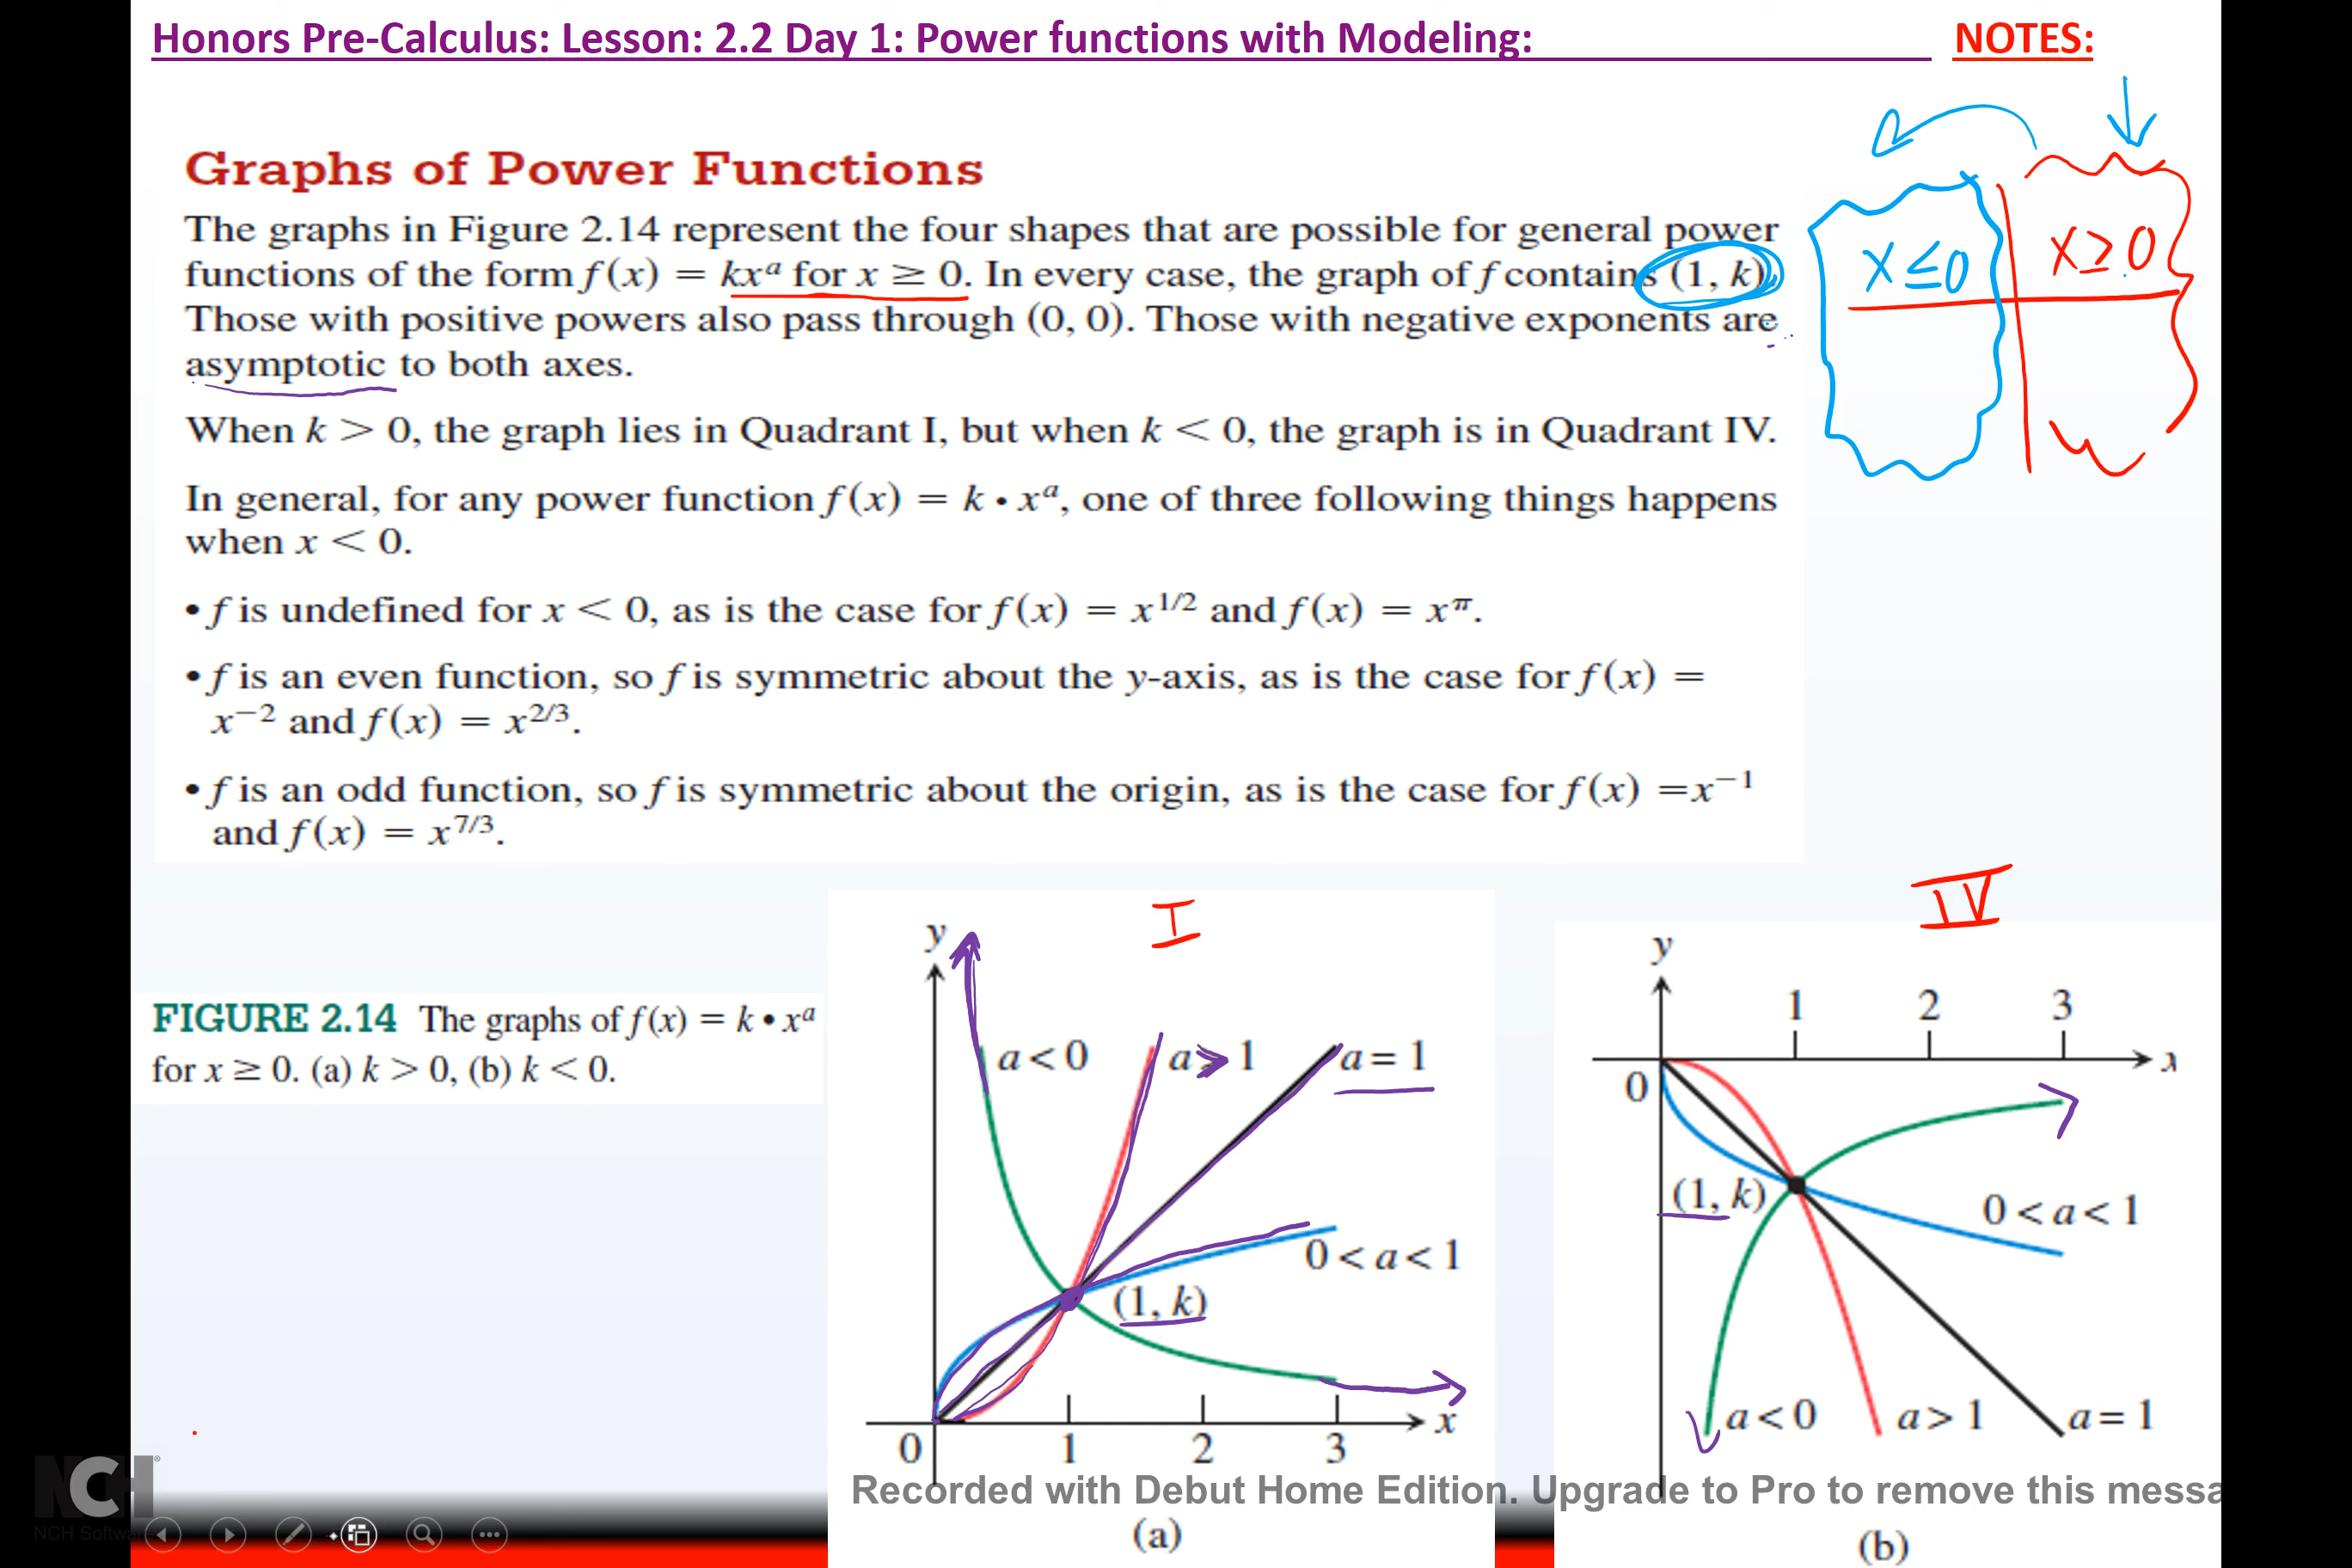 Honors Pre-Calculus: Lesson: 2.2 Day 1: Power functions with Modeling: NOTES:
Graphs of Power Functions
The graphs in Figure 2.14 represent the four shapes that are possible for general power
functions of the form f(x) = kxᵃ for x ≥ 0. In every case, the graph of f contains (1, k).
Those with positive powers also pass through (0, 0). Those with negative exponents are
asymptotic to both axes.
x ≤ 0
x ≥ 0
When k > 0, the graph lies in Quadrant I, but when k < 0, the graph is in Quadrant IV.
In general, for any power function f(x) = k • xᵃ, one of three following things happens
when x < 0.
• f is undefined for x < 0, as is the case for f(x) = x^1/2 and f(x) = x^π.
• f is an even function, so f is symmetric about the y-axis, as is the case for f(x) =
x^−2 and f(x) = x^2/3.
• f is an odd function, so f is symmetric about the origin, as is the case for f(x) =x^−1
and f(x) = x^7/3.
FIGURE 2.14 The graphs of f(x) = k • xᵃ
for x ≥ 0. (a) k > 0, (b) k < 0.
I
y
a < 0
a > 1
a = 1
0 < a < 1
(1, k)
x
0 1 2 3
(a)
IV
y
1 2 3
x
0
(1, k)
0 < a < 1
a < 0
a > 1
a = 1
(b)
NCH®
NCH Softwa
Recorded with Debut Home Edition. Upgrade to Pro to remove this messa